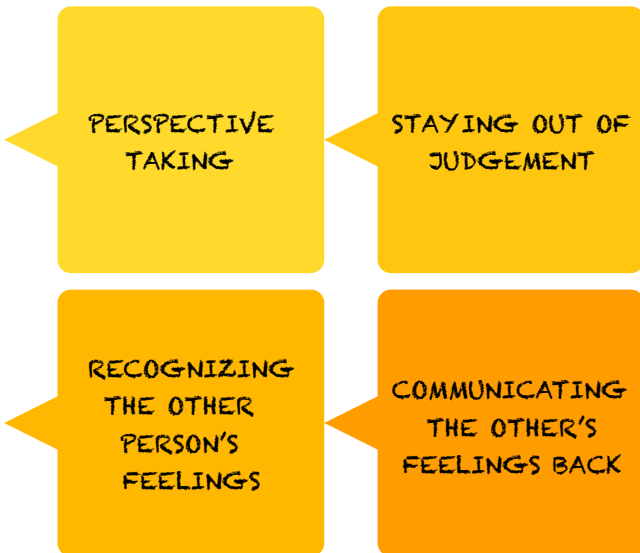 PERSPECTIVE
TAKING
STAYING OUT OF
JUDGEMENT
RECOGNIZING
THE OTHER
PERSON'S
FEELINGS
COMMUNICATING
THE OTHER'S
FEELINGS BACK